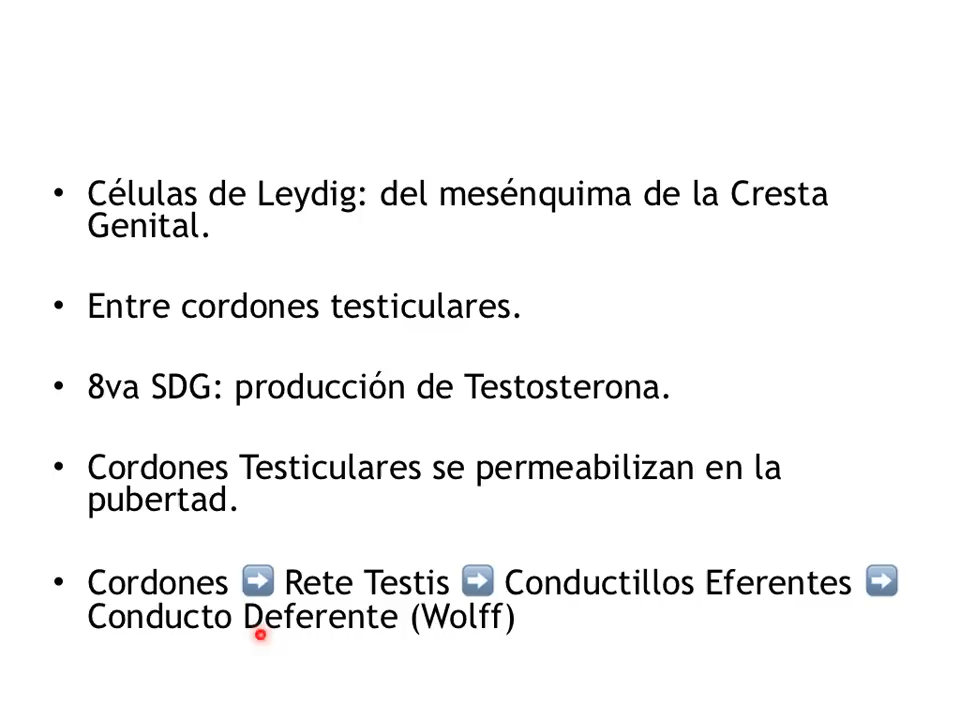 • Células de Leydig: del mesénquima de la Cresta
Genital.
• Entre cordones testiculares.
• 8va SDG: producción de Testosterona.
• Cordones Testiculares se permeabilizan en la
pubertad.
• Cordones ➡ Rete Testis ➡ Conductillos Eferentes ➡
Conducto Deferente (Wolff)